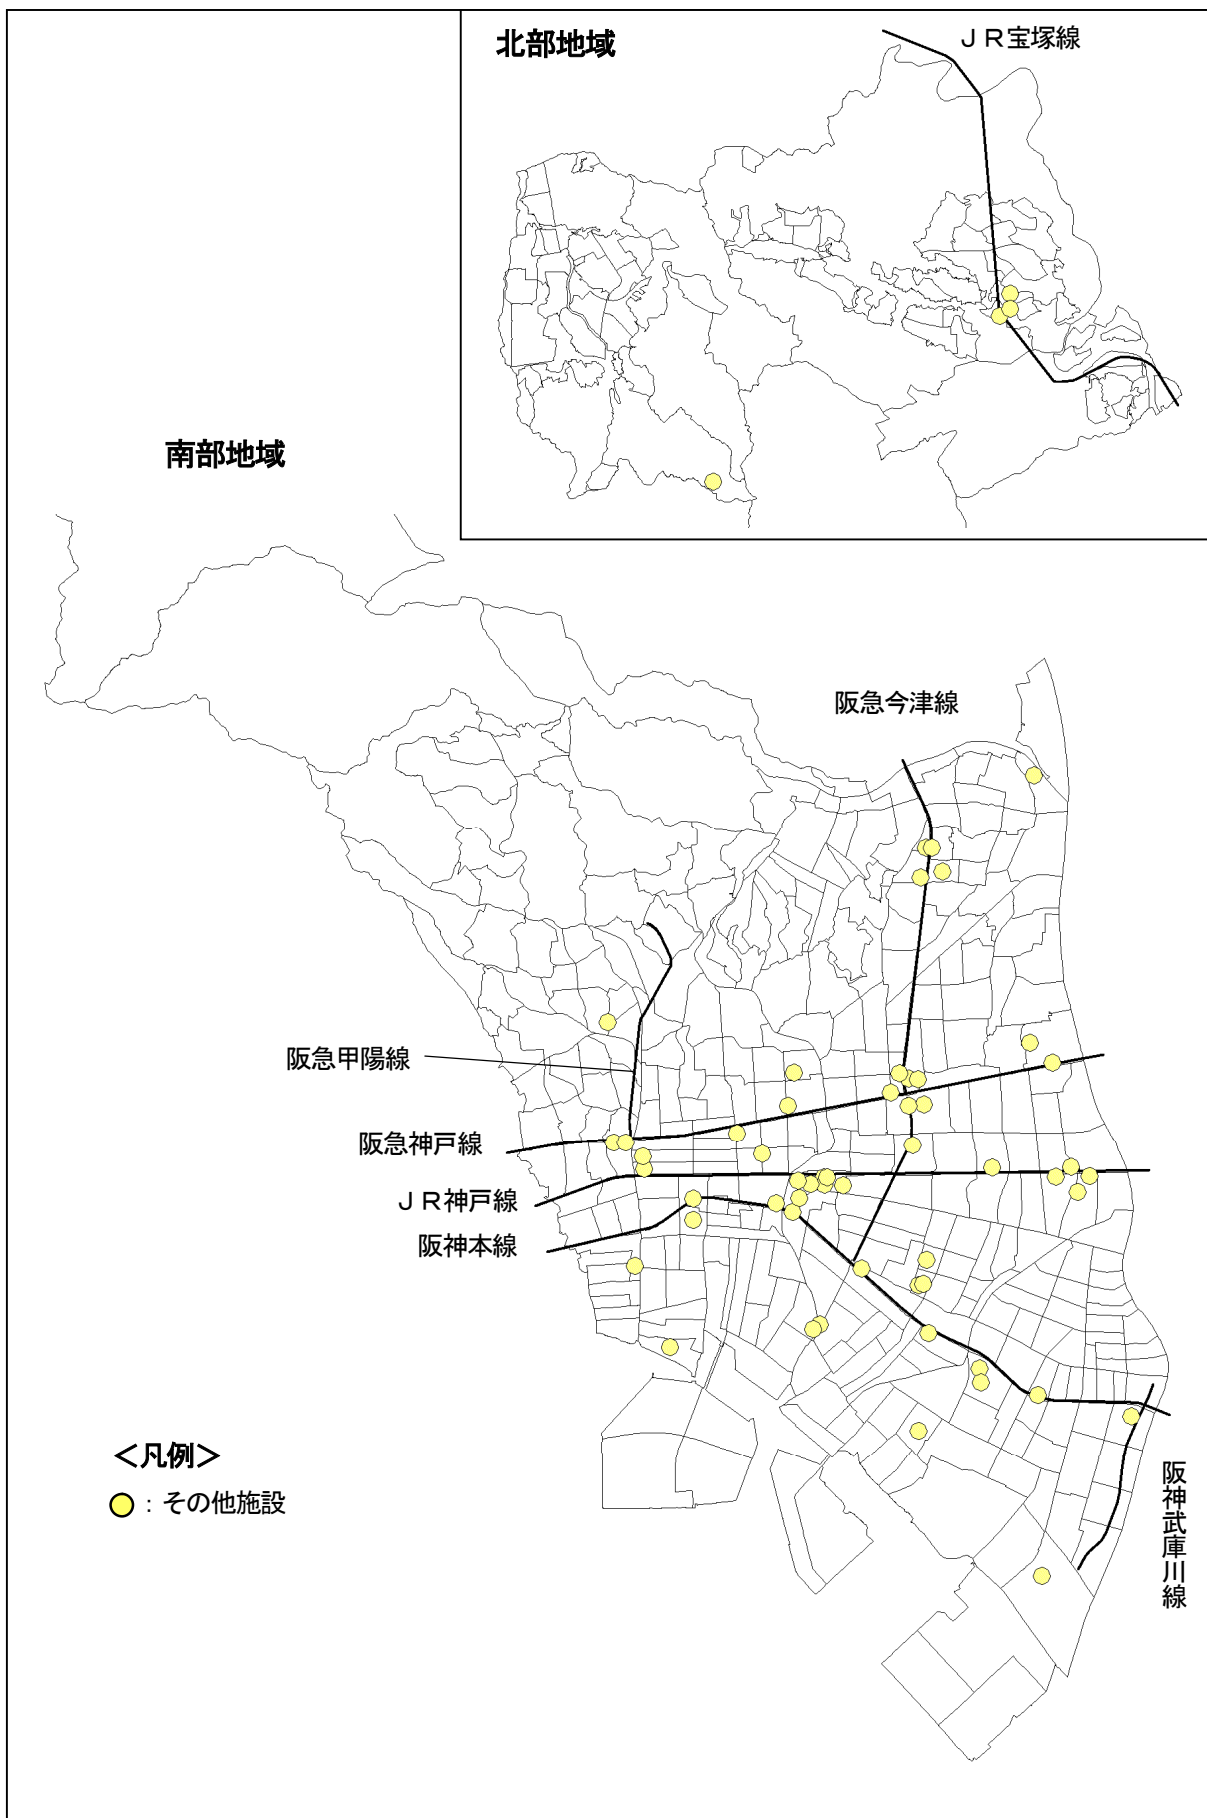 北部地域
ＪＲ宝塚線
南部地域
阪急今津線
阪急甲陽線
阪急神戸線
ＪＲ神戸線
阪神本線
＜凡例＞
：その他施設
阪神武庫川線